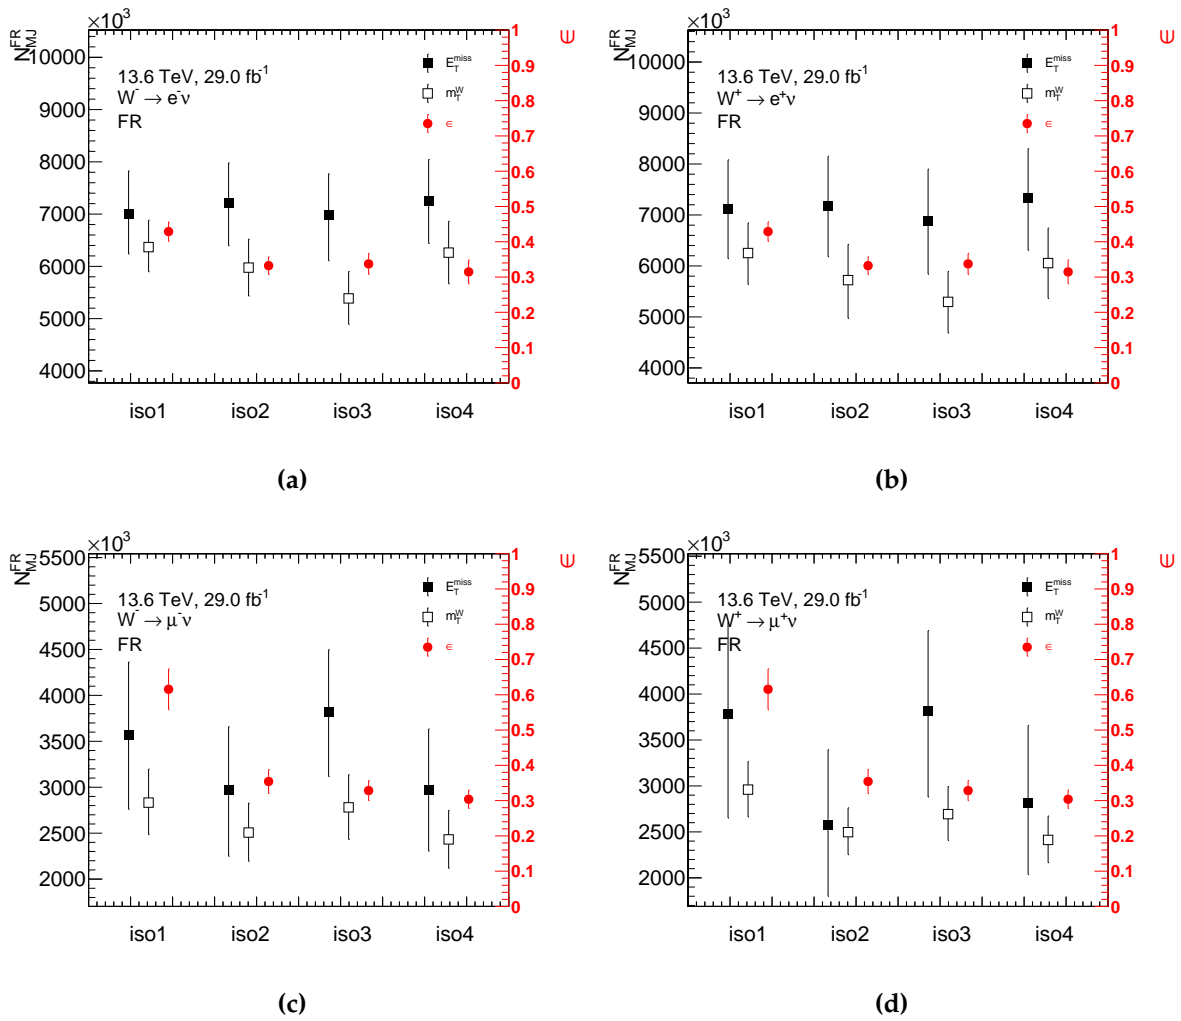 ×10³
N_MJ^FR
10000
9000
8000
7000
6000
5000
4000
13.6 TeV, 29.0 fb⁻¹
W⁻ → e⁻ν
FR
E_T^miss
m_T^W
∈
∈
1
0.9
0.8
0.7
0.6
0.5
0.4
0.3
0.2
0.1
0
iso1 iso2 iso3 iso4
(a)
×10³
N_MJ^FR
10000
9000
8000
7000
6000
5000
4000
13.6 TeV, 29.0 fb⁻¹
W⁺ → e⁺ν
FR
E_T^miss
m_T^W
∈
∈
1
0.9
0.8
0.7
0.6
0.5
0.4
0.3
0.2
0.1
0
iso1 iso2 iso3 iso4
(b)
×10³
N_MJ^FR
5500
5000
4500
4000
3500
3000
2500
2000
13.6 TeV, 29.0 fb⁻¹
W⁻ → μ⁻ν
FR
E_T^miss
m_T^W
∈
∈
1
0.9
0.8
0.7
0.6
0.5
0.4
0.3
0.2
0.1
0
iso1 iso2 iso3 iso4
(c)
×10³
N_MJ^FR
5500
5000
4500
4000
3500
3000
2500
2000
13.6 TeV, 29.0 fb⁻¹
W⁺ → μ⁺ν
FR
E_T^miss
m_T^W
∈
∈
1
0.9
0.8
0.7
0.6
0.5
0.4
0.3
0.2
0.1
0
iso1 iso2 iso3 iso4
(d)